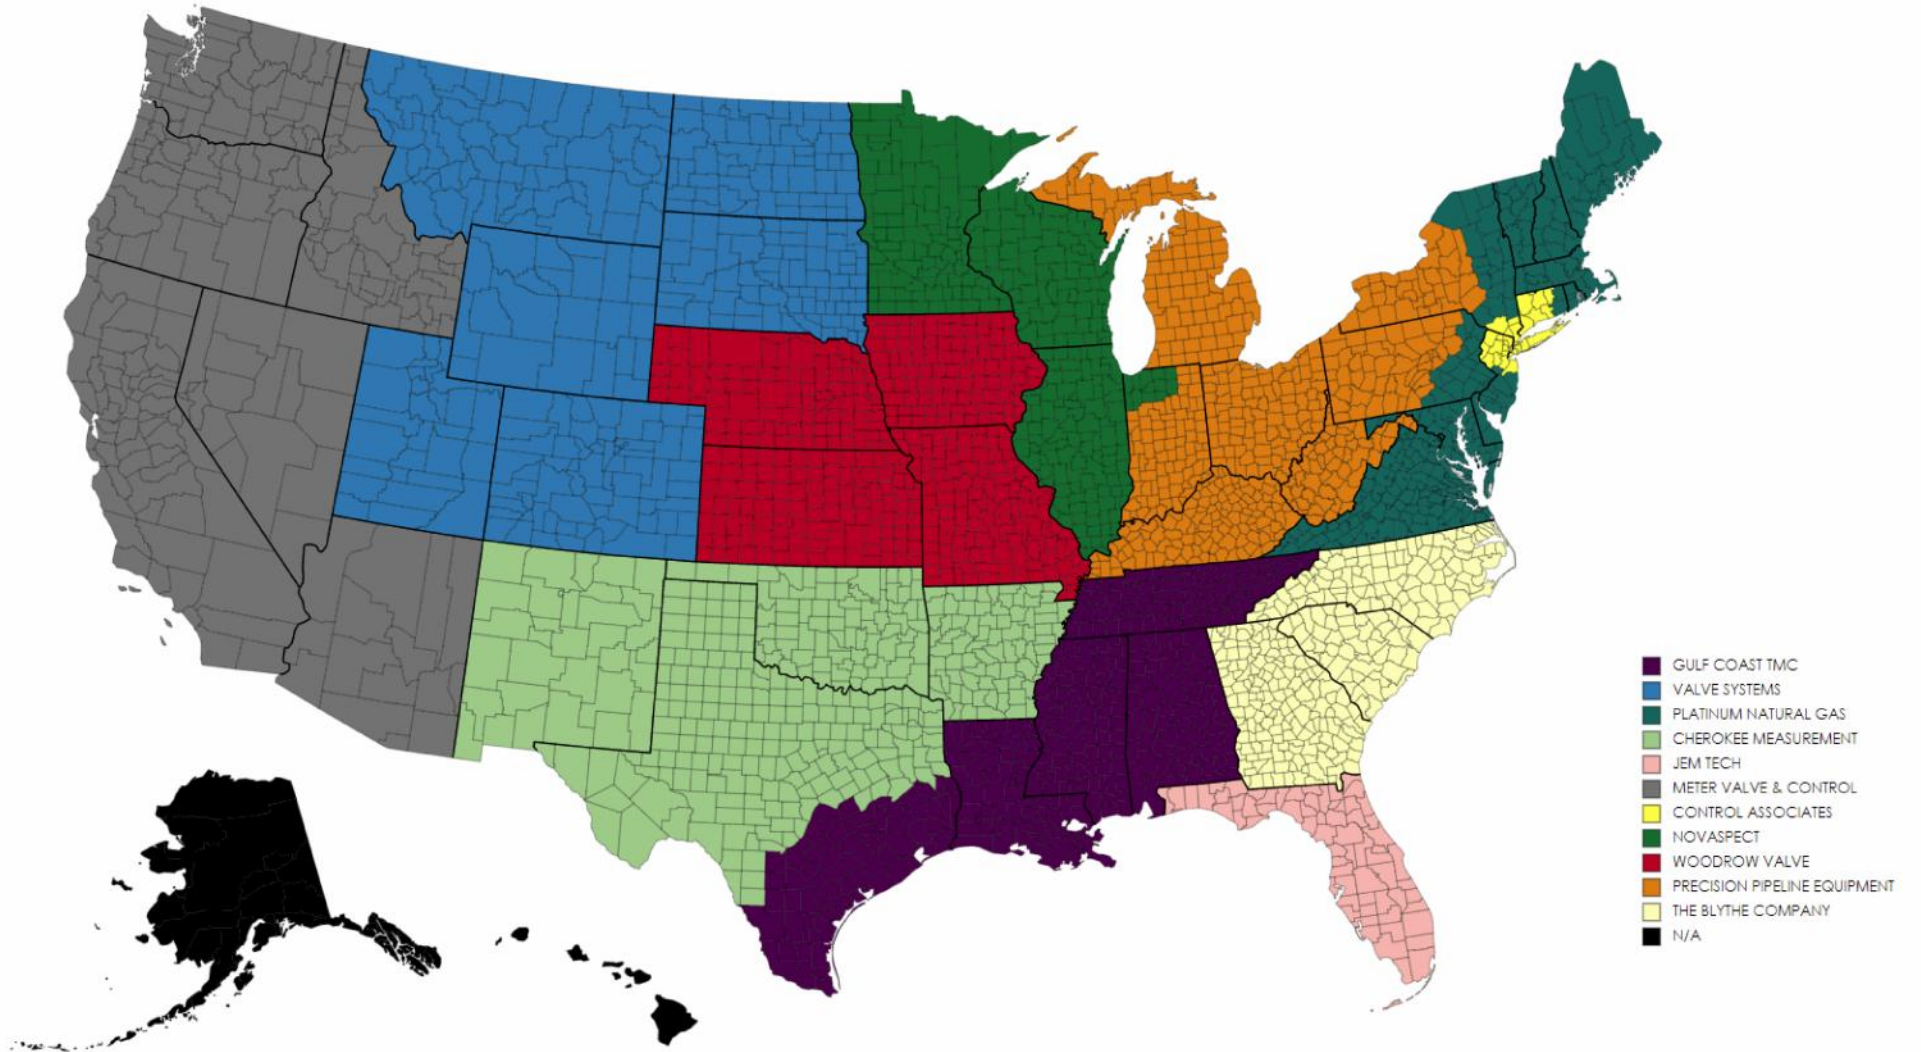 GULF COAST TMC
VALVE SYSTEMS
PLATINUM NATURAL GAS
CHEROKEE MEASUREMENT
JEM TECH
METER VALVE & CONTROL
CONTROL ASSOCIATES
NOVASPECT
WOODROW VALVE
PRECISION PIPELINE EQUIPMENT
THE BLYTHE COMPANY
N/A